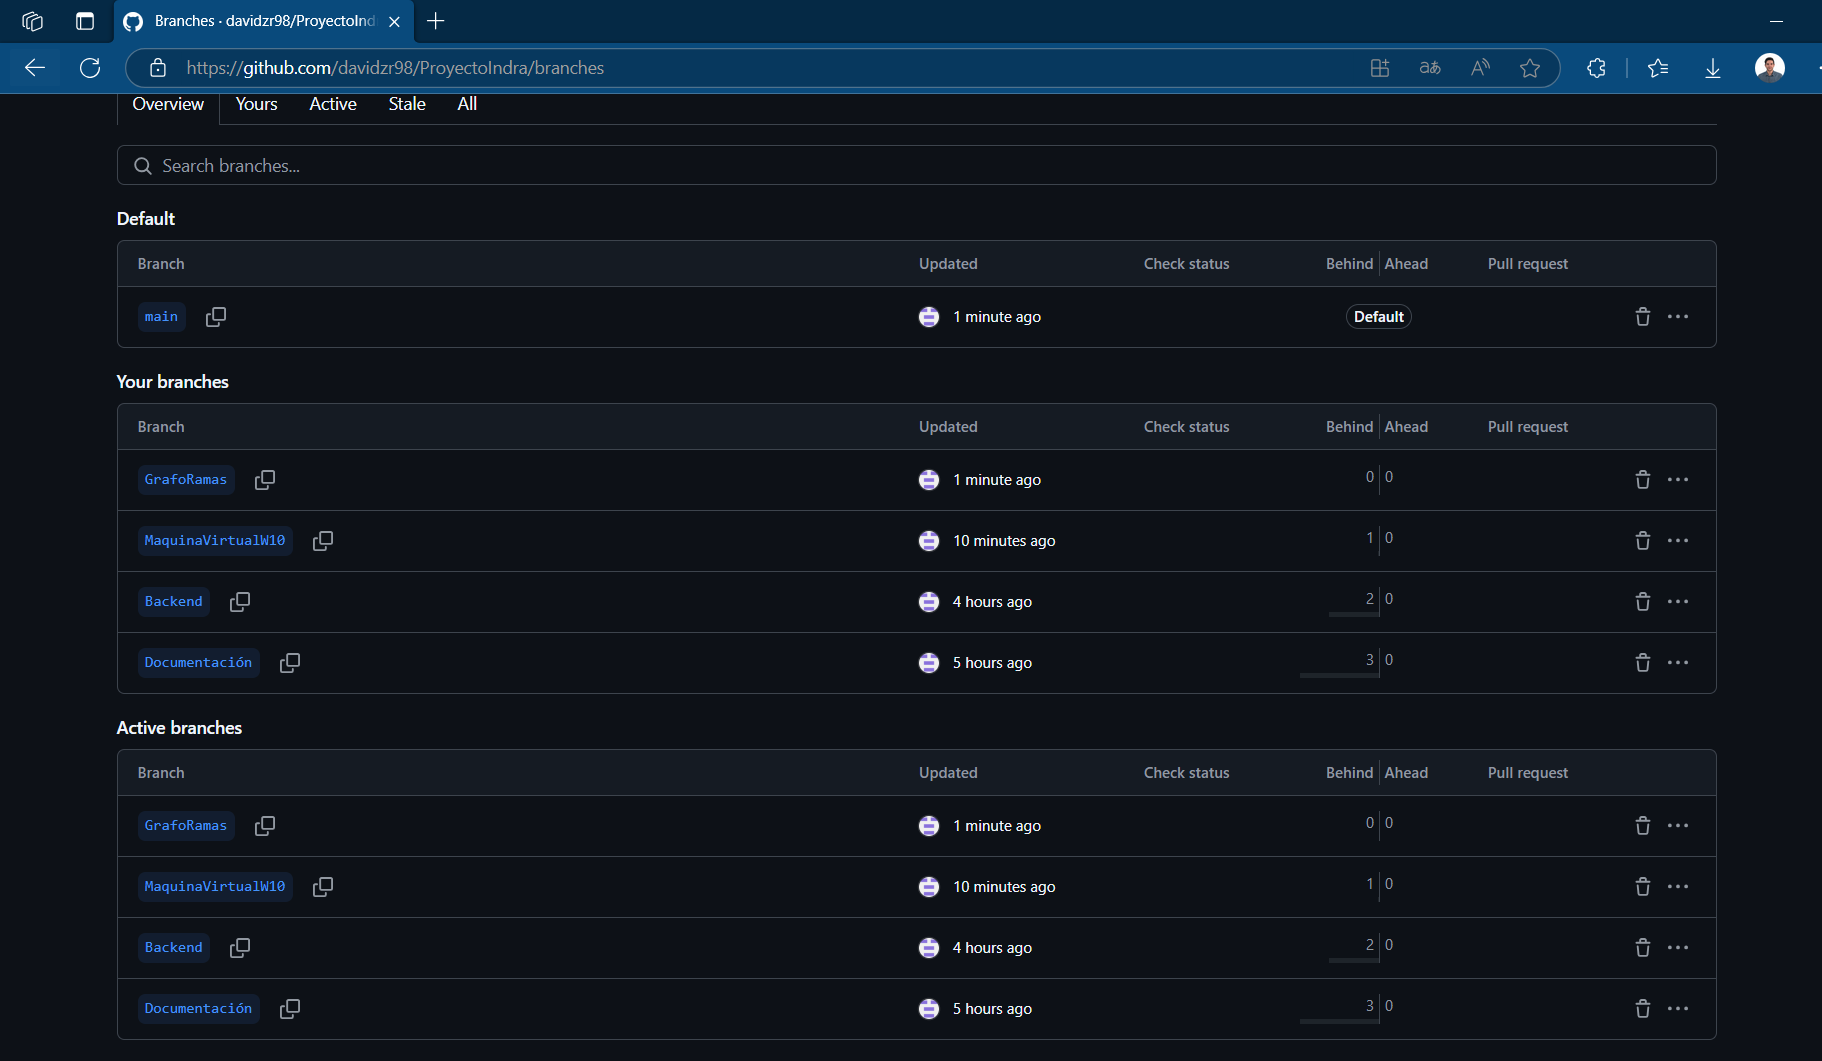 Branches · davidzr98/ProyectoInd
https://github.com/davidzr98/ProyectoIndra/branches
Overview Yours Active Stale All
Search branches...
Default
Branch Updated Check status Behind Ahead Pull request
main 1 minute ago Default
Your branches
Branch Updated Check status Behind Ahead Pull request
GrafoRamas 1 minute ago 0 0
MaquinaVirtualW10 10 minutes ago 1 0
Backend 4 hours ago 2 0
Documentación 5 hours ago 3 0
Active branches
Branch Updated Check status Behind Ahead Pull request
GrafoRamas 1 minute ago 0 0
MaquinaVirtualW10 10 minutes ago 1 0
Backend 4 hours ago 2 0
Documentación 5 hours ago 3 0